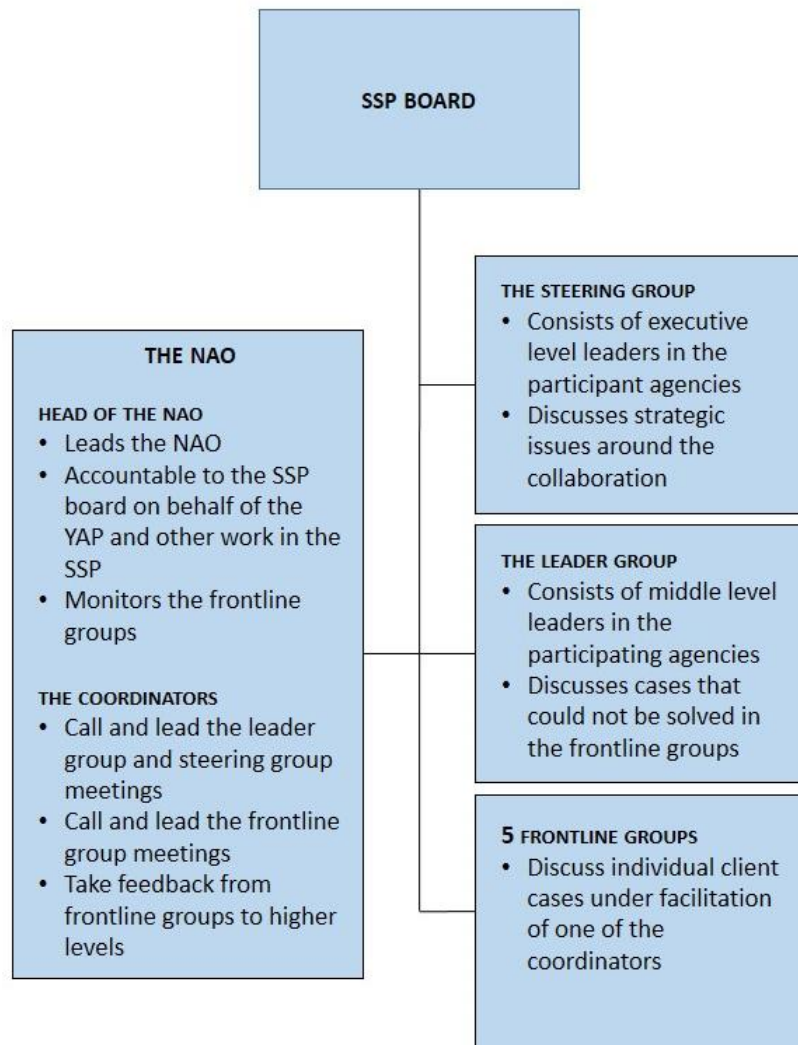 SSP BOARD
THE NAO
HEAD OF THE NAO
• Leads the NAO
• Accountable to the SSP
board on behalf of the
YAP and other work in the
SSP
• Monitors the frontline
groups
THE COORDINATORS
• Call and lead the leader
group and steering group
meetings
• Call and lead the frontline
group meetings
• Take feedback from
frontline groups to higher
levels
THE STEERING GROUP
• Consists of executive
level leaders in the
participant agencies
• Discusses strategic
issues around the
collaboration
THE LEADER GROUP
• Consists of middle level
leaders in the
participating agencies
• Discusses cases that
could not be solved in
the frontline groups
5 FRONTLINE GROUPS
• Discuss individual client
cases under facilitation
of one of the
coordinators